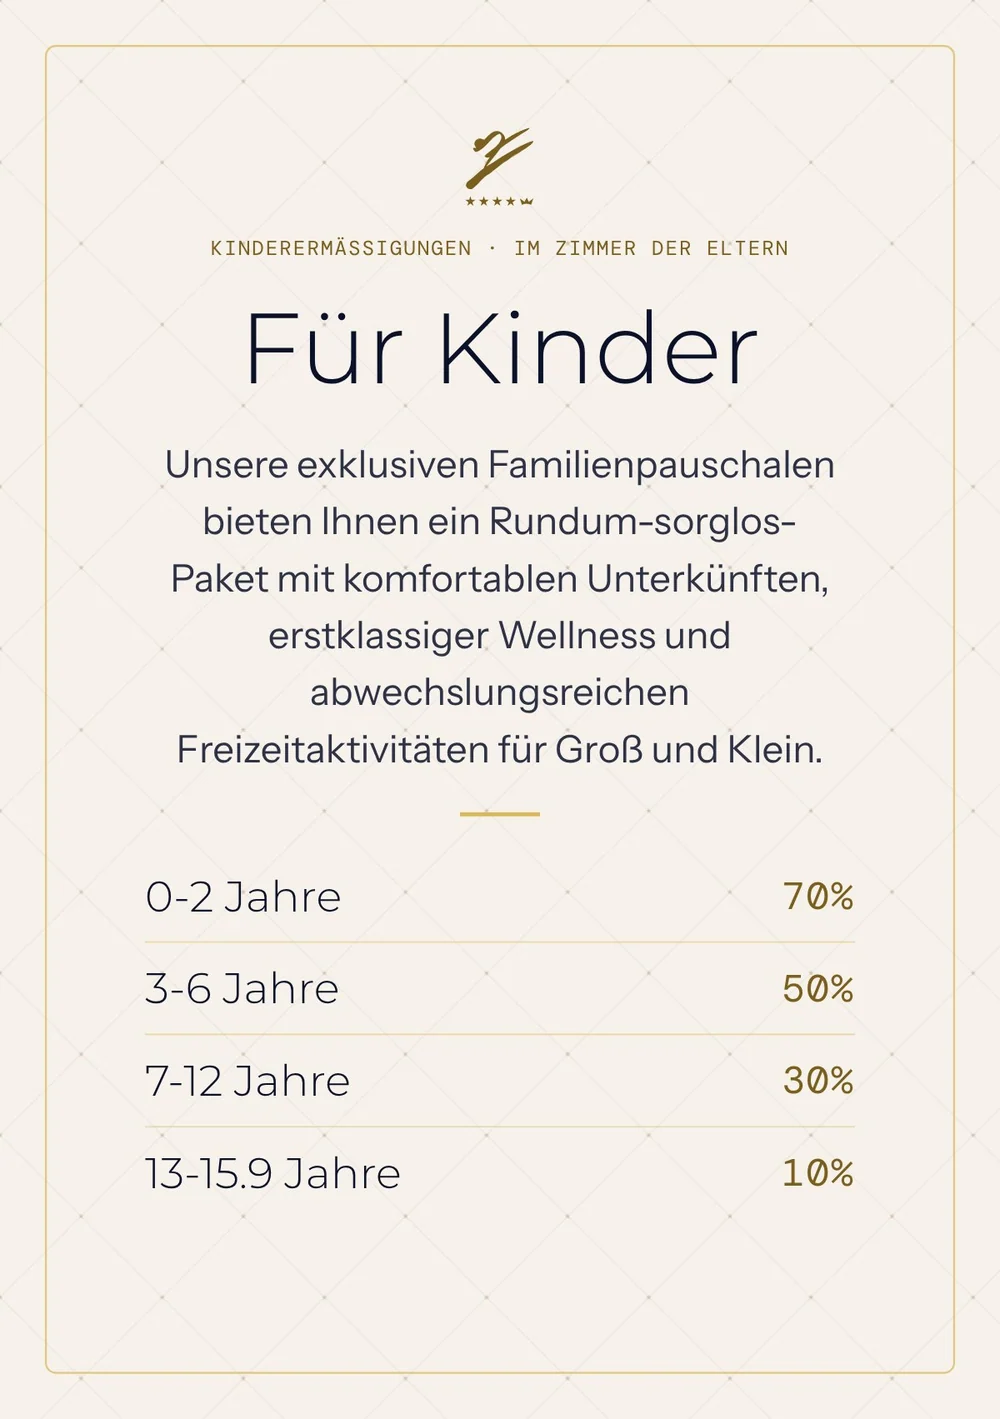 KINDERERMÄSSIGUNGEN · IM ZIMMER DER ELTERN
Für Kinder
Unsere exklusiven Familienpauschalen
bieten Ihnen ein Rundum-sorglos-
Paket mit komfortablen Unterkünften,
erstklassiger Wellness und
abwechslungsreichen
Freizeitaktivitäten für Groß und Klein.
0-2 Jahre 70%
3-6 Jahre 50%
7-12 Jahre 30%
13-15.9 Jahre 10%